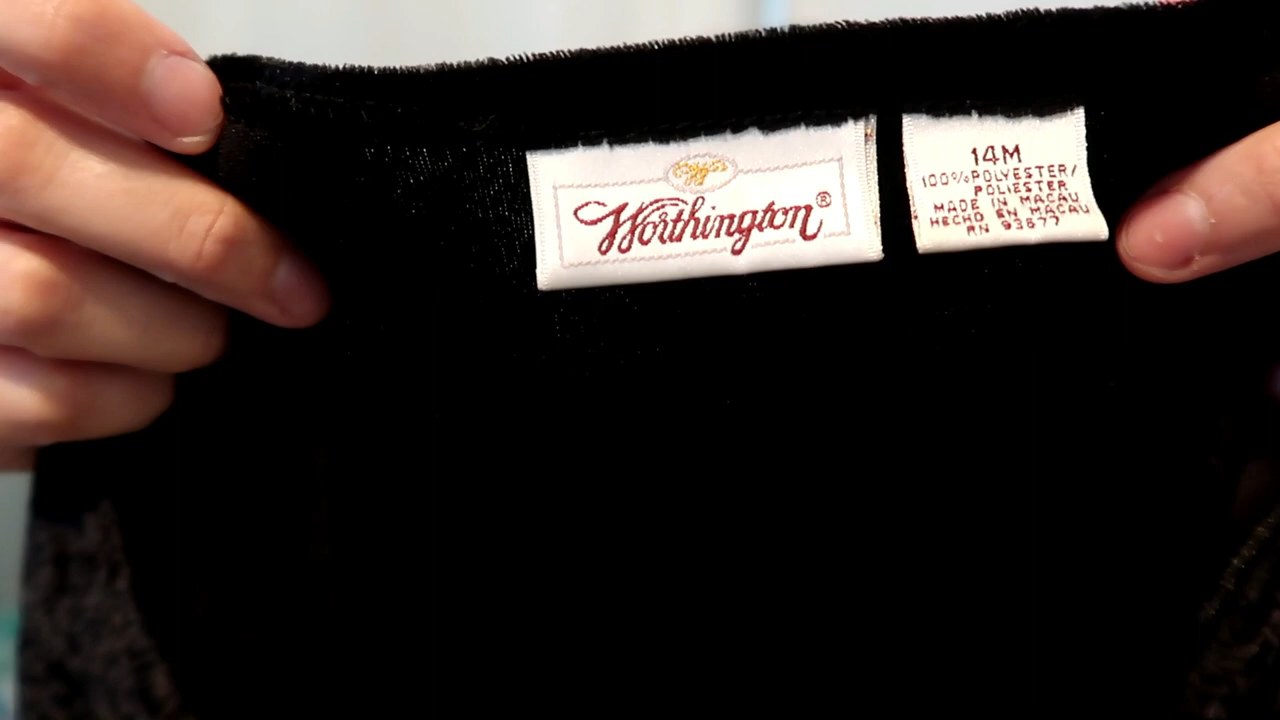 Worthington®
14M
100%POLYESTER/
POLIESTER
MADE IN MACAU
HECHO EN MACAU
RN 93677